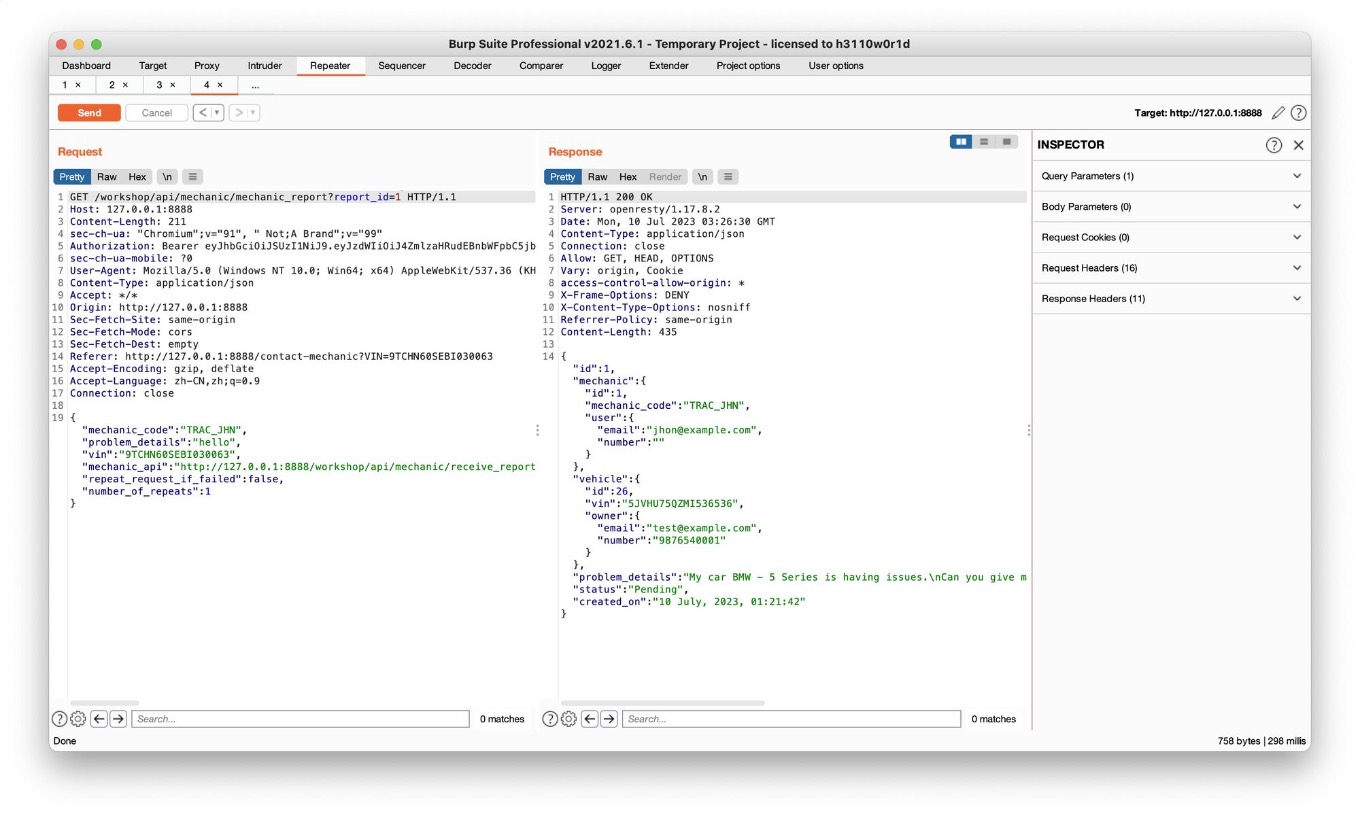 Burp Suite Professional v2021.6.1 - Temporary Project - licensed to h3110w0r1d
Dashboard Target Proxy Intruder Repeater Sequencer Decoder Comparer Logger Extender Project options User options
1 × 2 × 3 × 4 × ...
Send Cancel < > Target: http://127.0.0.1:8888 ?
Request
Pretty Raw Hex \n
1 GET /workshop/api/mechanic/mechanic_report?report_id=1 HTTP/1.1
2 Host: 127.0.0.1:8888
3 Content-Length: 211
4 sec-ch-ua: "Chromium";v="91", " Not;A Brand";v="99"
5 Authorization: Bearer eyJhbGciOiJSUzI1NiJ9.eyJzdWIiOiJ4ZmlzaHRudEBnbWFpbC5jb
6 sec-ch-ua-mobile: ?0
7 User-Agent: Mozilla/5.0 (Windows NT 10.0; Win64; x64) AppleWebKit/537.36 (KH
8 Content-Type: application/json
9 Accept: */*
10 Origin: http://127.0.0.1:8888
11 Sec-Fetch-Site: same-origin
12 Sec-Fetch-Mode: cors
13 Sec-Fetch-Dest: empty
14 Referer: http://127.0.0.1:8888/contact-mechanic?VIN=9TCHN60SEBI030063
15 Accept-Encoding: gzip, deflate
16 Accept-Language: zh-CN,zh;q=0.9
17 Connection: close
18
19 {
"mechanic_code":"TRAC_JHN",
"problem_details":"hello",
"vin":"9TCHN60SEBI030063",
"mechanic_api":"http://127.0.0.1:8888/workshop/api/mechanic/receive_report
"repeat_request_if_failed":false,
"number_of_repeats":1
}
? Search... 0 matches
Response
Pretty Raw Hex Render \n
1 HTTP/1.1 200 OK
2 Server: openresty/1.17.8.2
3 Date: Mon, 10 Jul 2023 03:26:30 GMT
4 Content-Type: application/json
5 Connection: close
6 Allow: GET, HEAD, OPTIONS
7 Vary: origin, Cookie
8 access-control-allow-origin: *
9 X-Frame-Options: DENY
10 X-Content-Type-Options: nosniff
11 Referrer-Policy: same-origin
12 Content-Length: 435
13
14 {
"id":1,
"mechanic":{
"id":1,
"mechanic_code":"TRAC_JHN",
"user":{
"email":"jhon@example.com",
"number":""
}
},
"vehicle":{
"id":26,
"vin":"5JVHU75QZMI536536",
"owner":{
"email":"test@example.com",
"number":"9876540001"
}
},
"problem_details":"My car BMW - 5 Series is having issues.\nCan you give m
"status":"Pending",
"created_on":"10 July, 2023, 01:21:42"
}
? Search... 0 matches
INSPECTOR ?
Query Parameters (1)
Body Parameters (0)
Request Cookies (0)
Request Headers (16)
Response Headers (11)
Done 758 bytes | 298 millis